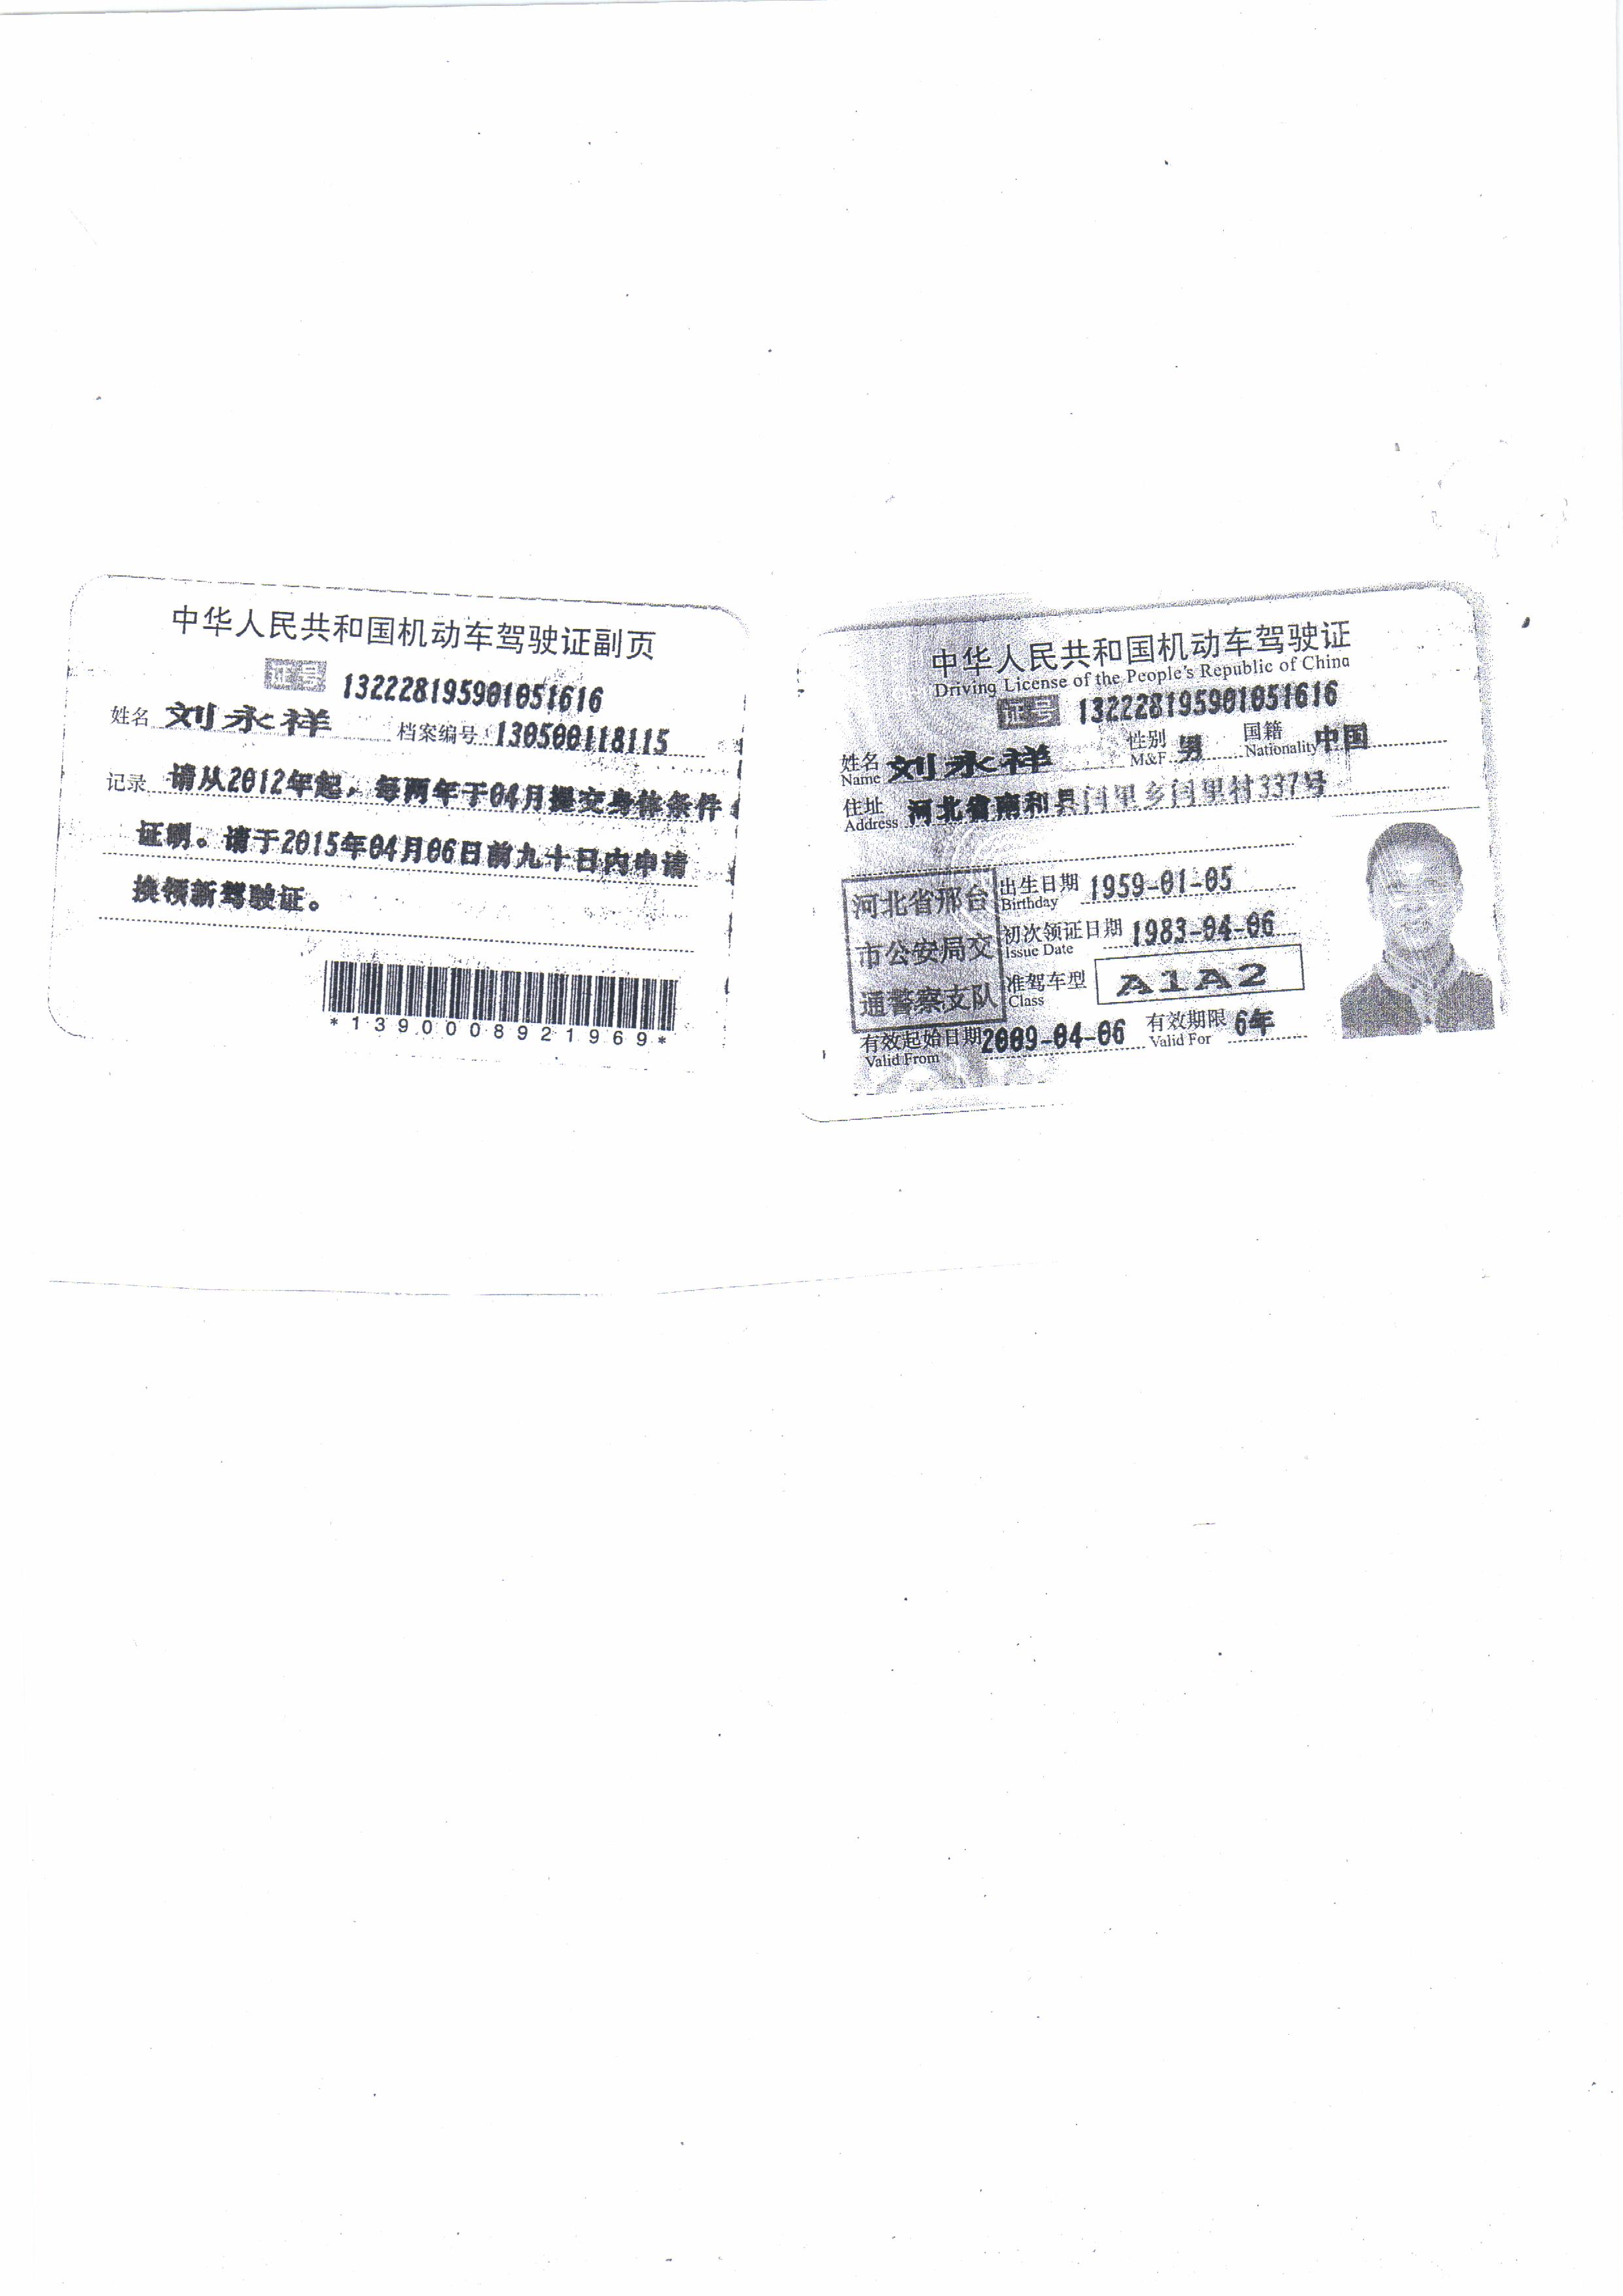 中华人民共和国机动车驾驶证副页
证号 132228195901051616
姓名 刘永祥 档案编号 130500118115
记录 请从2012年起，每两年于04月提交身体条件
证明。请于2015年04月06日前九十日内申请
换领新驾驶证。
*1390008921969*
中华人民共和国机动车驾驶证
Driving License of the People's Republic of China
证号 132228195901051616
姓名 刘永祥 性别 男 国籍 中国
Name M&F Nationality
住址 河北省南和县闫里乡闫里村337号
Address
河北省邢台
市公安局交
通警察支队
出生日期 1959-01-05
Birthday
初次领证日期 1983-04-06
Issue Date
准驾车型 A1A2
Class
有效起始日期 2009-04-06 有效期限 6年
Valid From Valid For